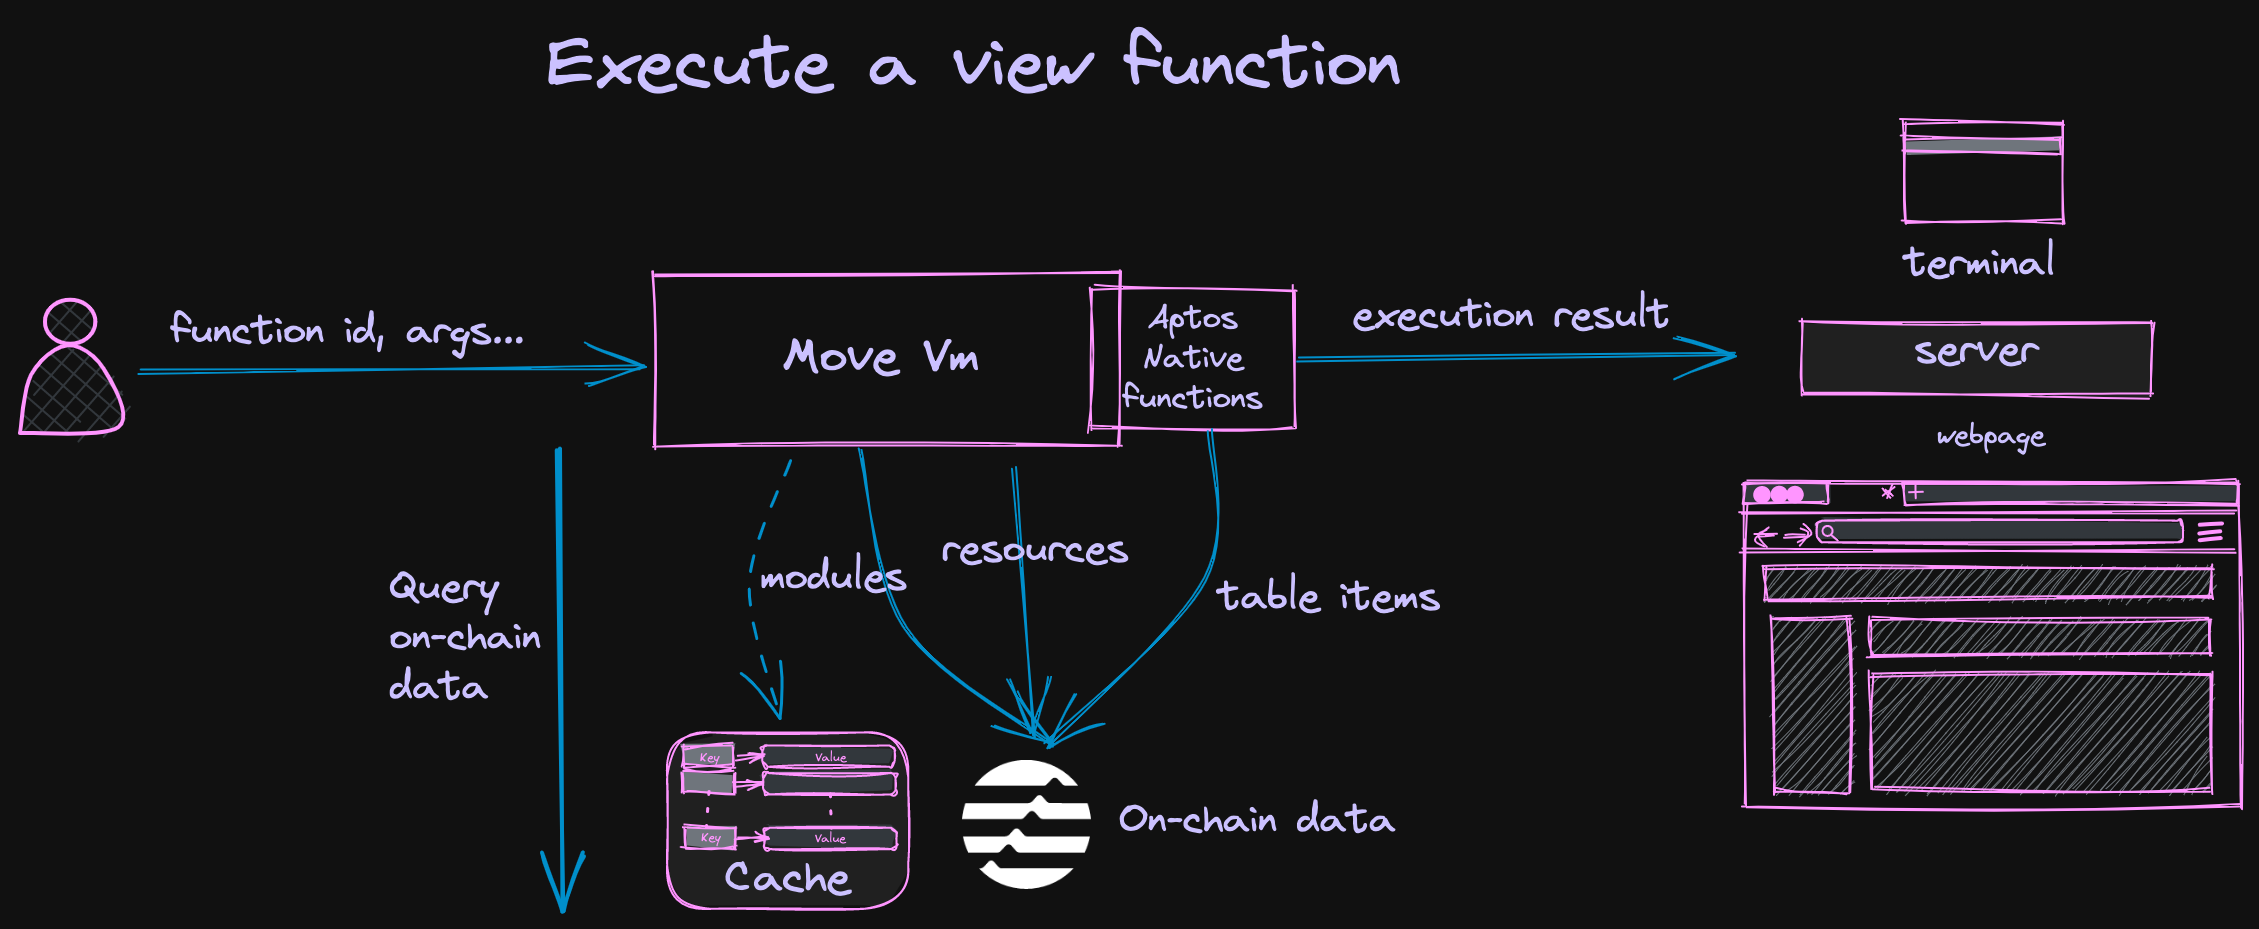 Execute a view function
terminal
function id, args...
Move Vm
Aptos
Native
functions
execution result
server
webpage
Query
on-chain
data
modules
resources
table items
Key
Value
Key
Value
Cache
On-chain data